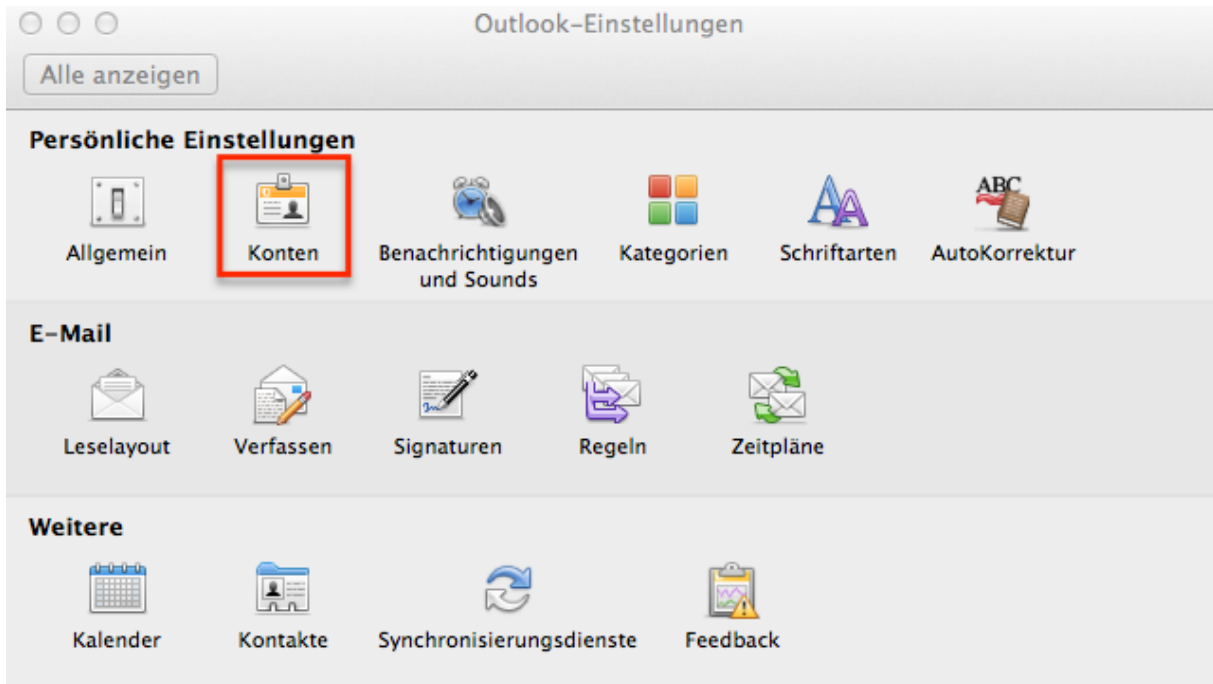 Outlook-Einstellungen
Alle anzeigen
Persönliche Einstellungen
Allgemein
Konten
Benachrichtigungen
und Sounds
Kategorien
Schriftarten
ABC
AutoKorrektur
E-Mail
Leselayout
Verfassen
Signaturen
Regeln
Zeitpläne
Weitere
Kalender
Kontakte
Synchronisierungsdienste
Feedback